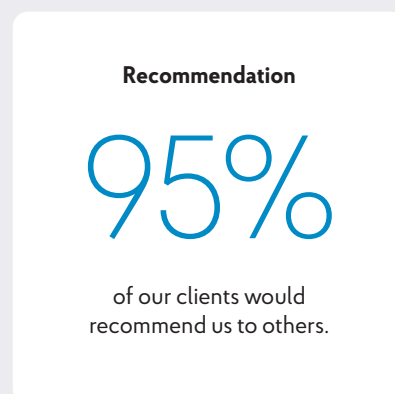 Recommendation
95%
of our clients would
recommend us to others.